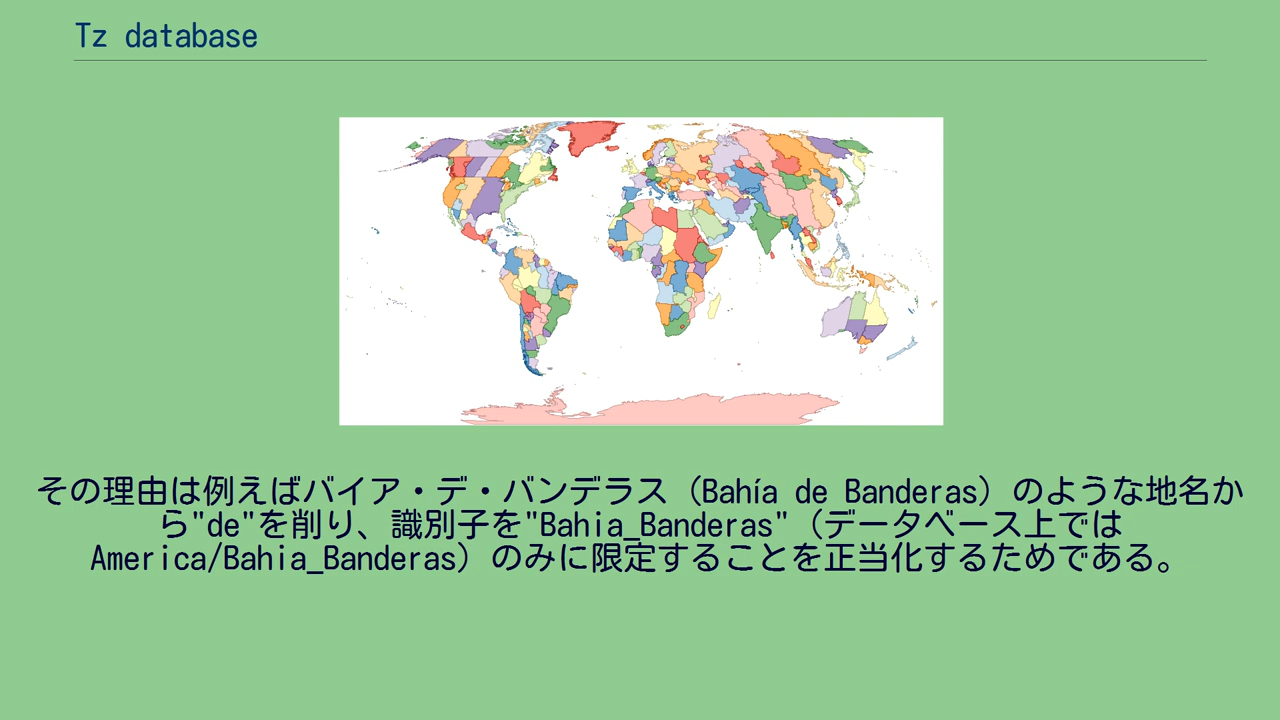 Tz database
その理由は例えばバイア・デ・バンデラス（Bahía de Banderas）のような地名か
ら"de"を削り、識別子を"Bahia_Banderas"（データベース上では
America/Bahia_Banderas）のみに限定することを正当化するためである。